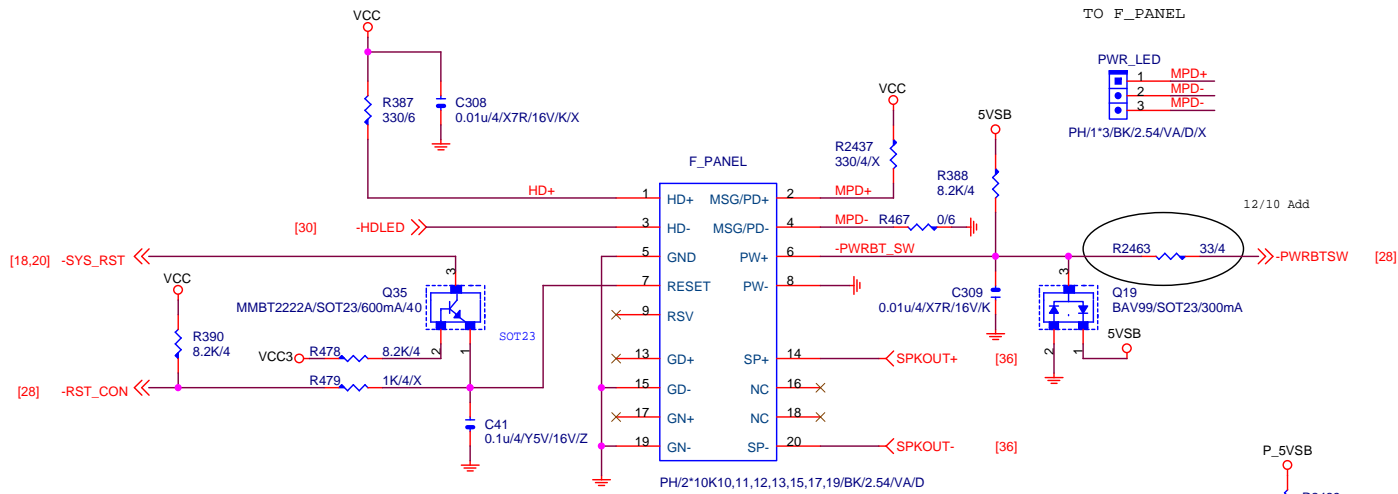 TO F_PANEL
VCC
PWR_LED
1 MPD+
2 MPD-
3 MPD-
PH/1*3/BK/2.54/VA/D/X
R387
330/6
C308
0.01u/4/X7R/16V/K/X
VCC
5VSB
R2437
330/4/X
R388
8.2K/4
F_PANEL
HD+ 1 HD+ MSG/PD+ 2 MPD+
12/10 Add
[30] -HDLED 3 HD- MSG/PD- 4 MPD- R467 0/6
[18,20] -SYS_RST 5 GND PW+ 6 -PWRBT_SW R2463 33/4 -PWRBTSW [28]
7 RESET PW- 8
VCC
3
Q35
MMBT2222A/SOT23/600mA/40
SOT23
2
1
9 RSV
C309
0.01u/4/X7R/16V/K
3
Q19
BAV99/SOT23/300mA
2
1
5VSB
R390
8.2K/4
VCC3 R478 8.2K/4
13 GD+ SP+ 14 SPKOUT+ [36]
[28] -RST_CON R479 1K/4/X
15 GD- NC 16
17 GN+ NC 18
C41
0.1u/4/Y5V/16V/Z
19 GN- SP- 20 SPKOUT- [36]
PH/2*10K10,11,12,13,15,17,19/BK/2.54/VA/D
P_5VSB